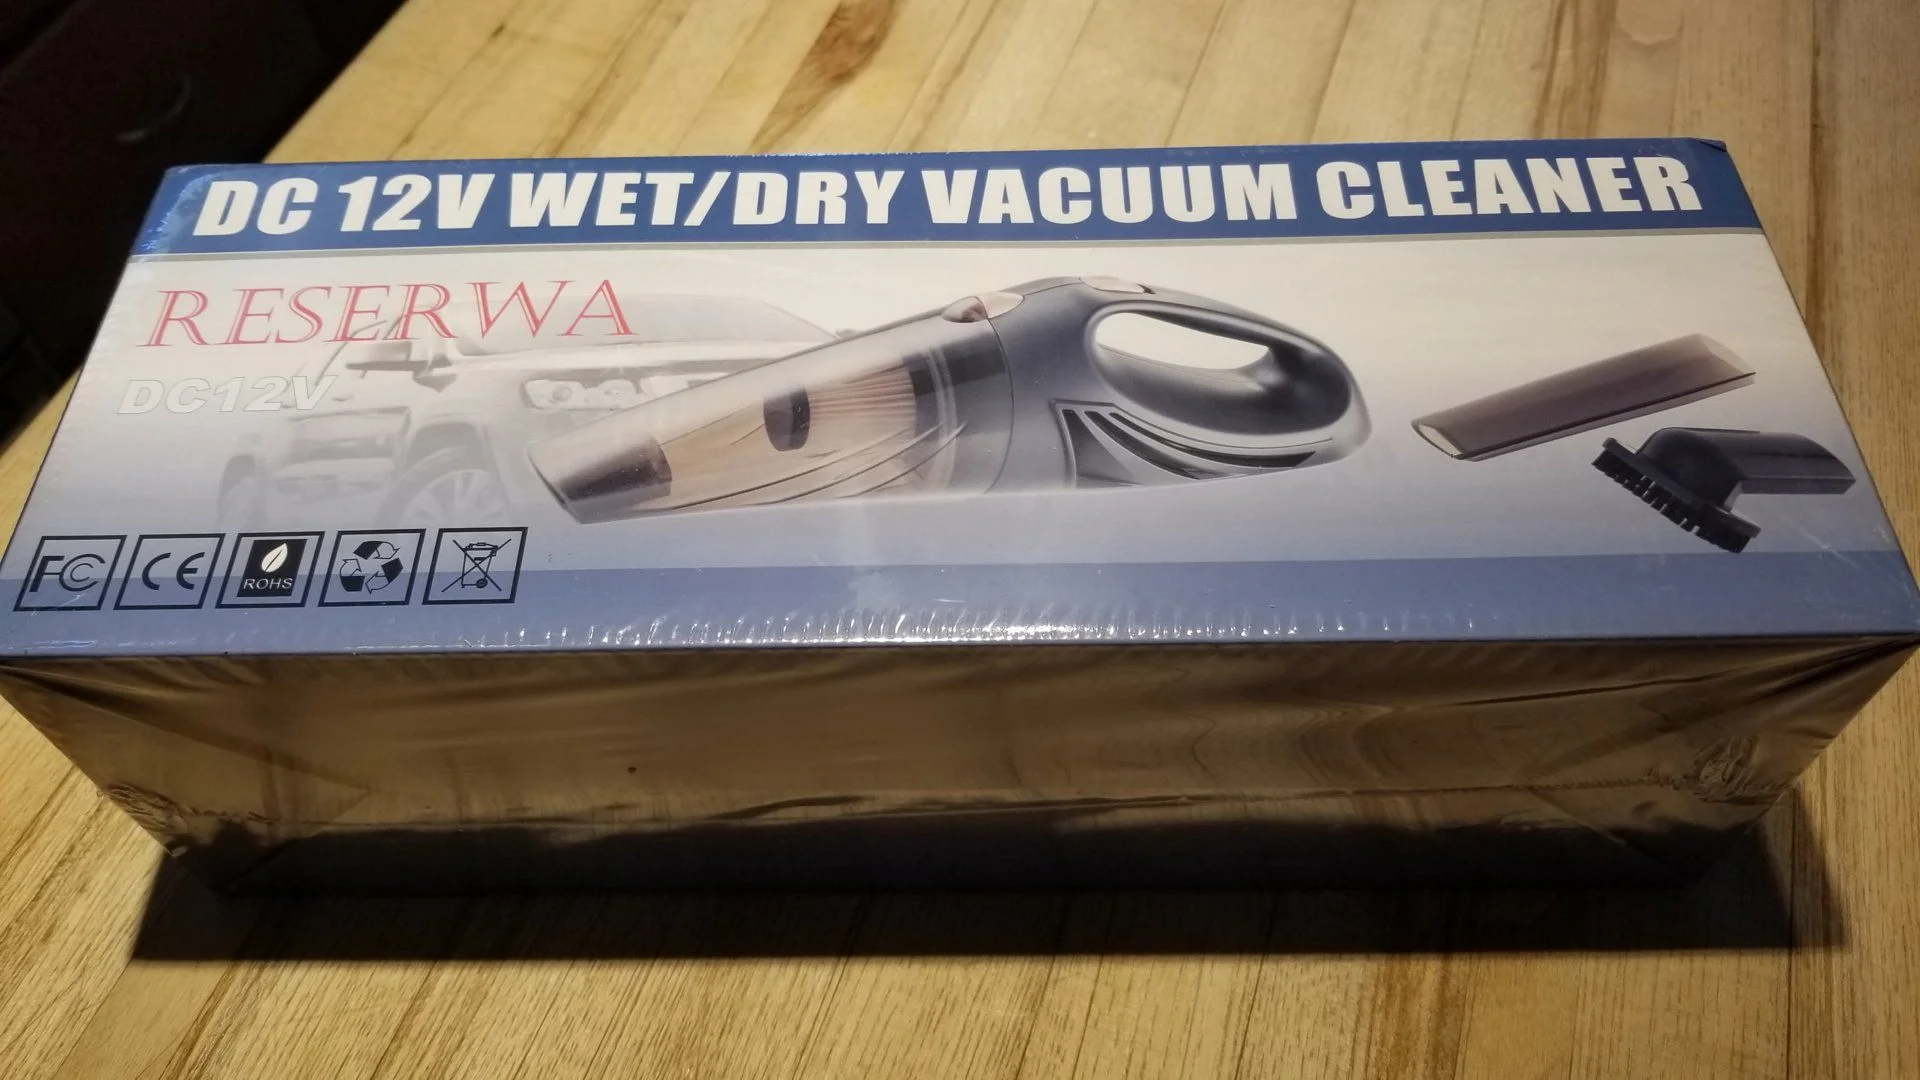 DC 12V WET/DRY VACUUM CLEANER
RESERWA
DC12V
FC CE ROHS